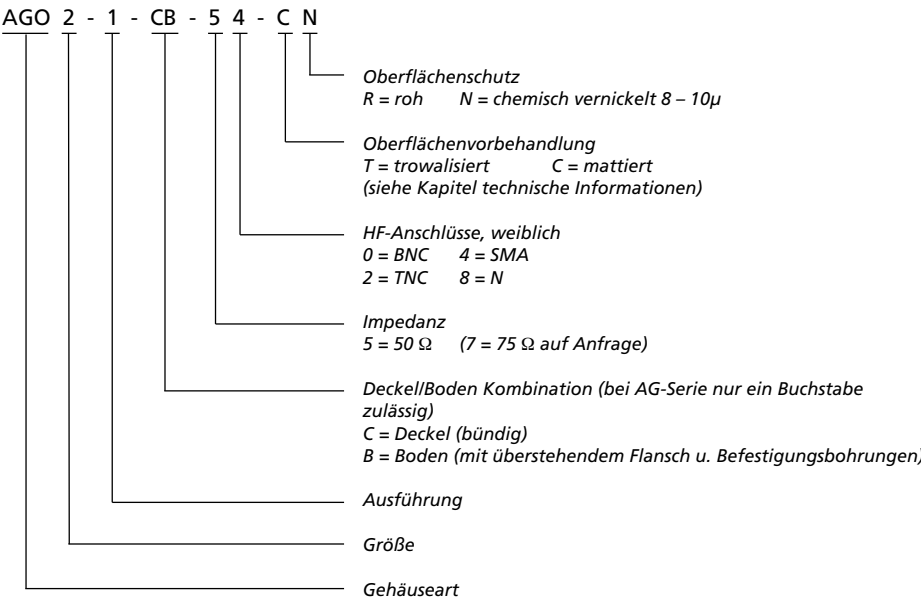 AGO 2 - 1 - CB - 5 4 - C N
Oberflächenschutz
R = roh N = chemisch vernickelt 8 – 10µ
Oberflächenvorbehandlung
T = trowalisiert C = mattiert
(siehe Kapitel technische Informationen)
HF-Anschlüsse, weiblich
0 = BNC 4 = SMA
2 = TNC 8 = N
Impedanz
5 = 50 Ω (7 = 75 Ω auf Anfrage)
Deckel/Boden Kombination (bei AG-Serie nur ein Buchstabe
zulässig)
C = Deckel (bündig)
B = Boden (mit überstehendem Flansch u. Befestigungsbohrungen)
Ausführung
Größe
Gehäuseart